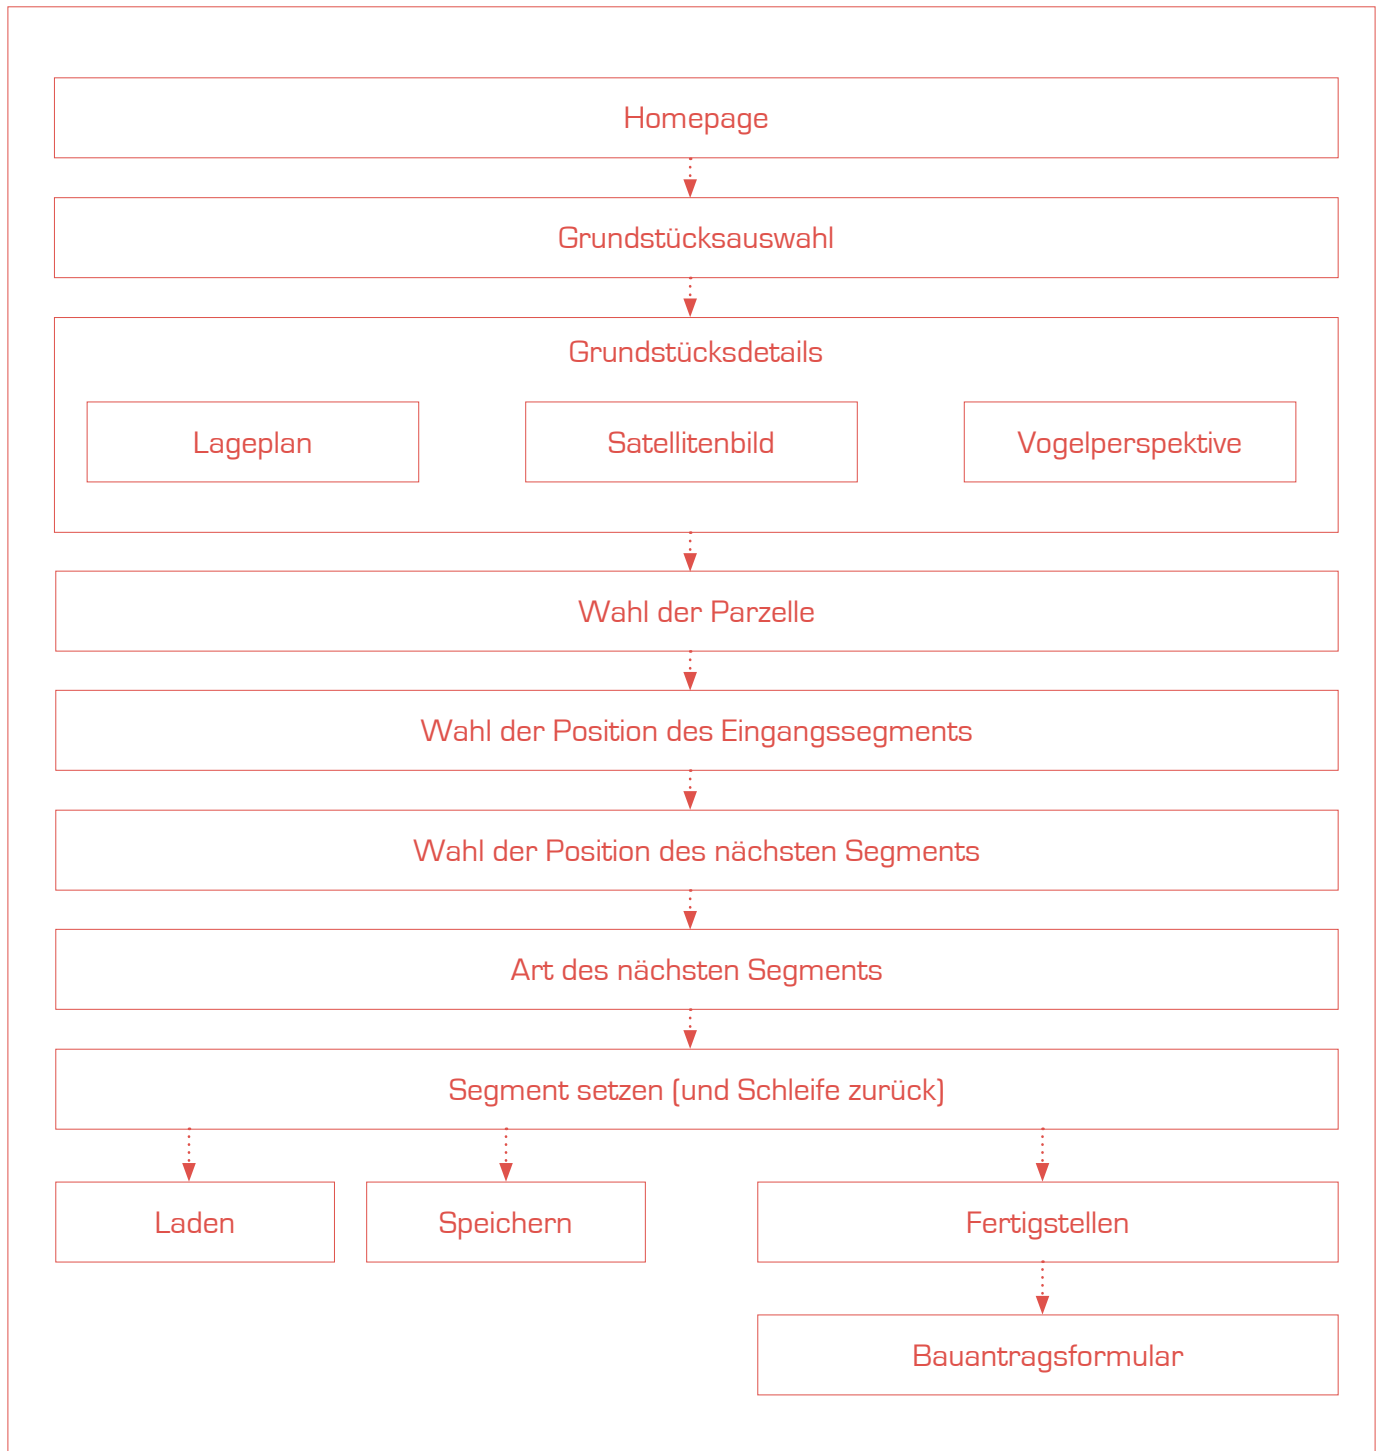 Homepage
Grundstücksauswahl
Grundstücksdetails
Lageplan
Satellitenbild
Vogelperspektive
Wahl der Parzelle
Wahl der Position des Eingangssegments
Wahl der Position des nächsten Segments
Art des nächsten Segments
Segment setzen (und Schleife zurück)
Laden
Speichern
Fertigstellen
Bauantragsformular